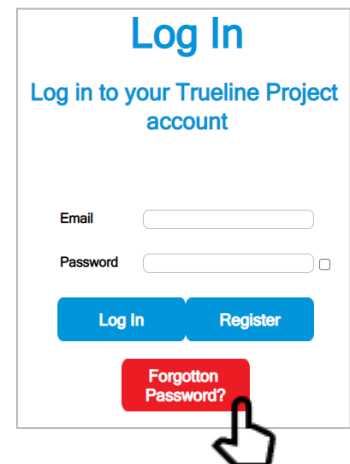 Log In
Log in to your Trueline Project
account
Email
Password
Log In
Register
Forgotton
Password?